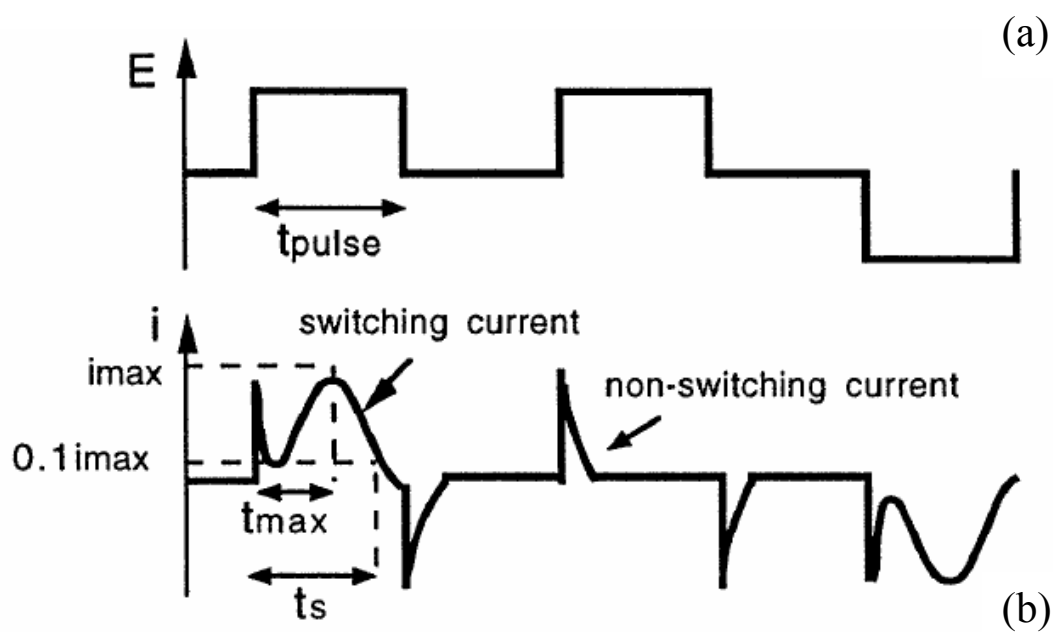 (a)
E
tpulse
i
switching current
imax
non-switching current
0.1imax
tmax
ts
(b)